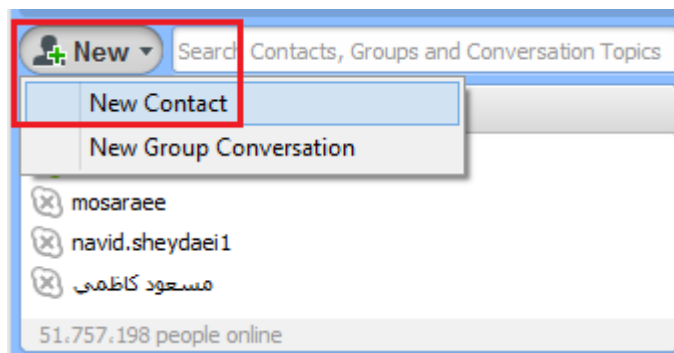 New
Search Contacts, Groups and Conversation Topics
New Contact
New Group Conversation
mosaraee
navid.sheydaei1
مسعود کاظمي
51،757،198 people online